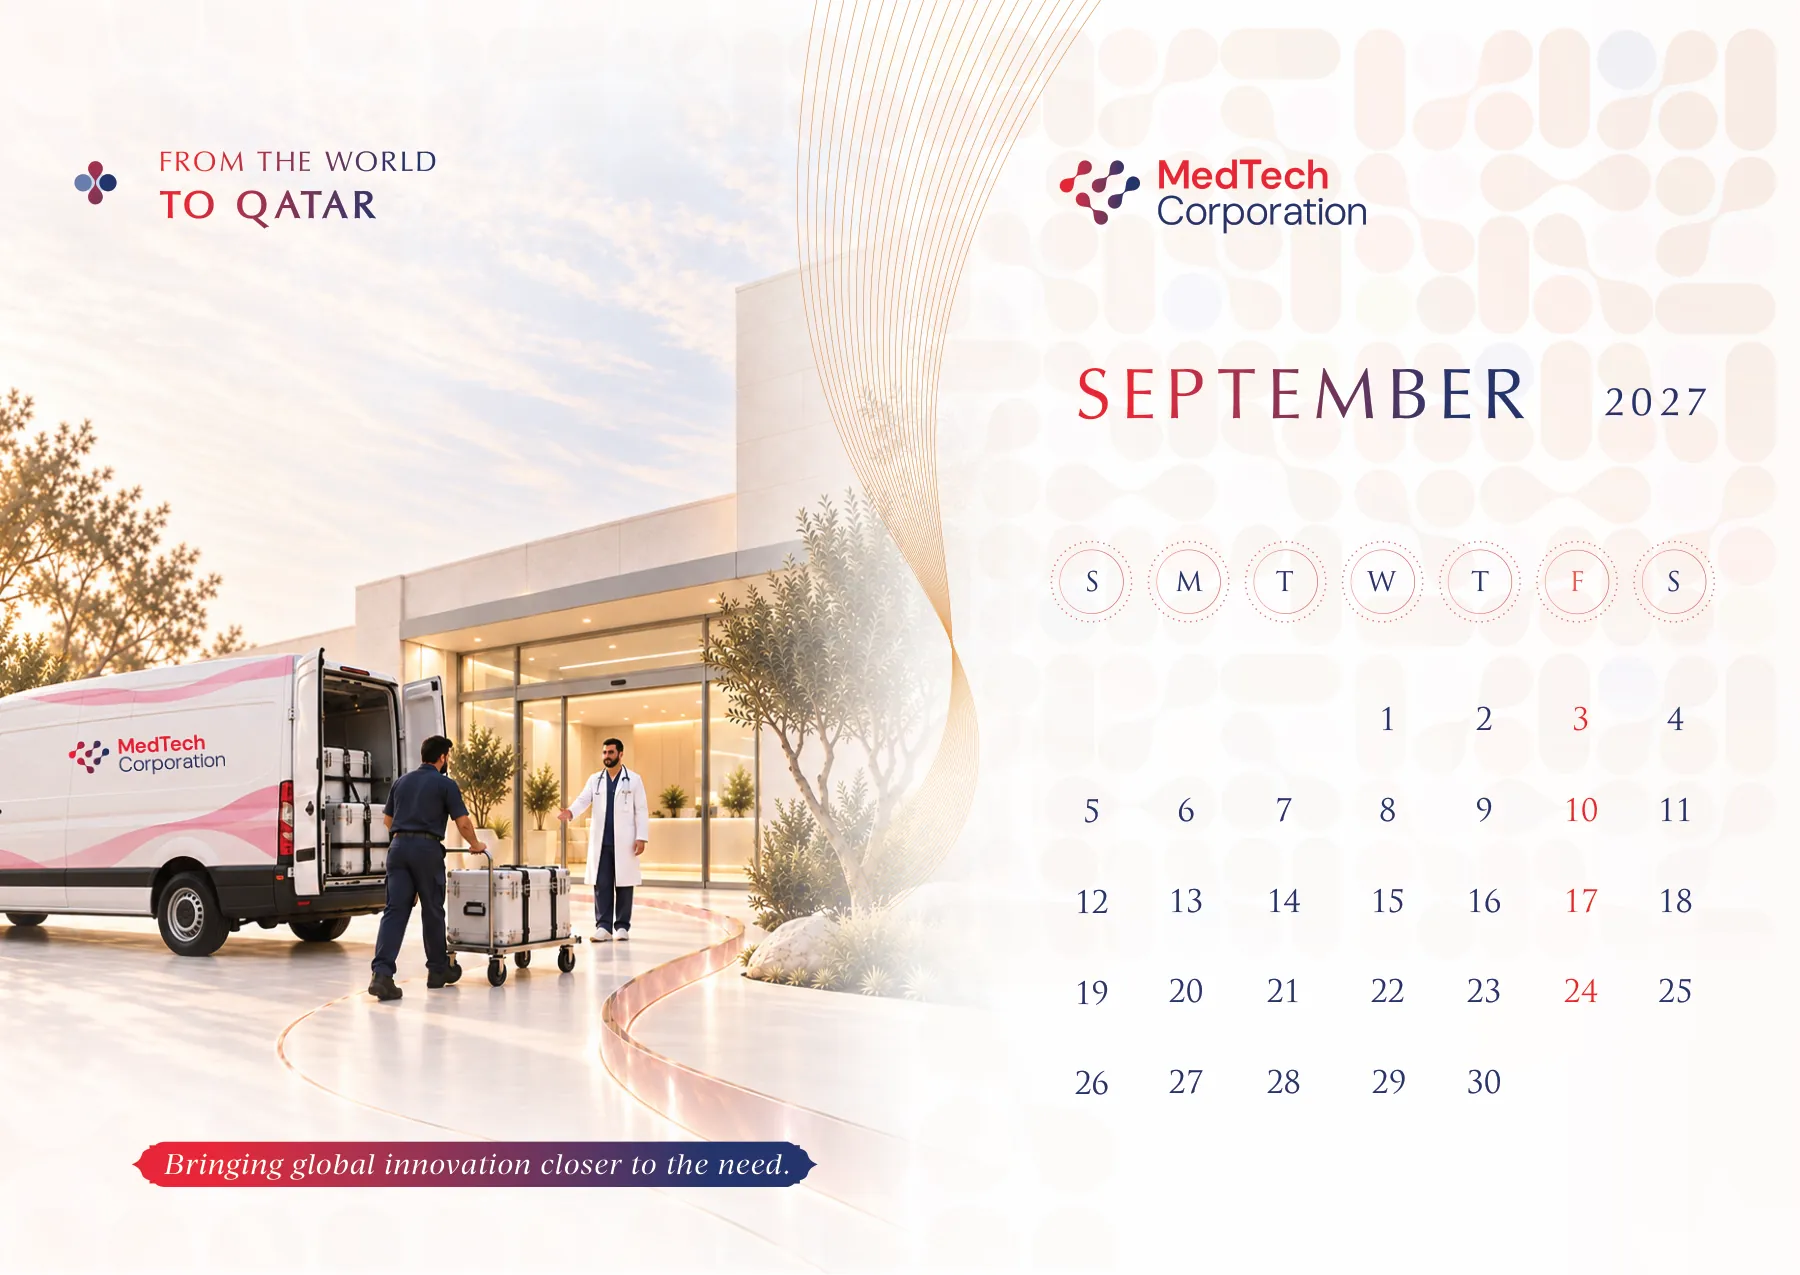 FROM THE WORLD
TO QATAR
MedTech
Corporation
SEPTEMBER 2027
S M T W T F S
1 2 3 4
5 6 7 8 9 10 11
12 13 14 15 16 17 18
19 20 21 22 23 24 25
26 27 28 29 30
MedTech
Corporation
Bringing global innovation closer to the need.